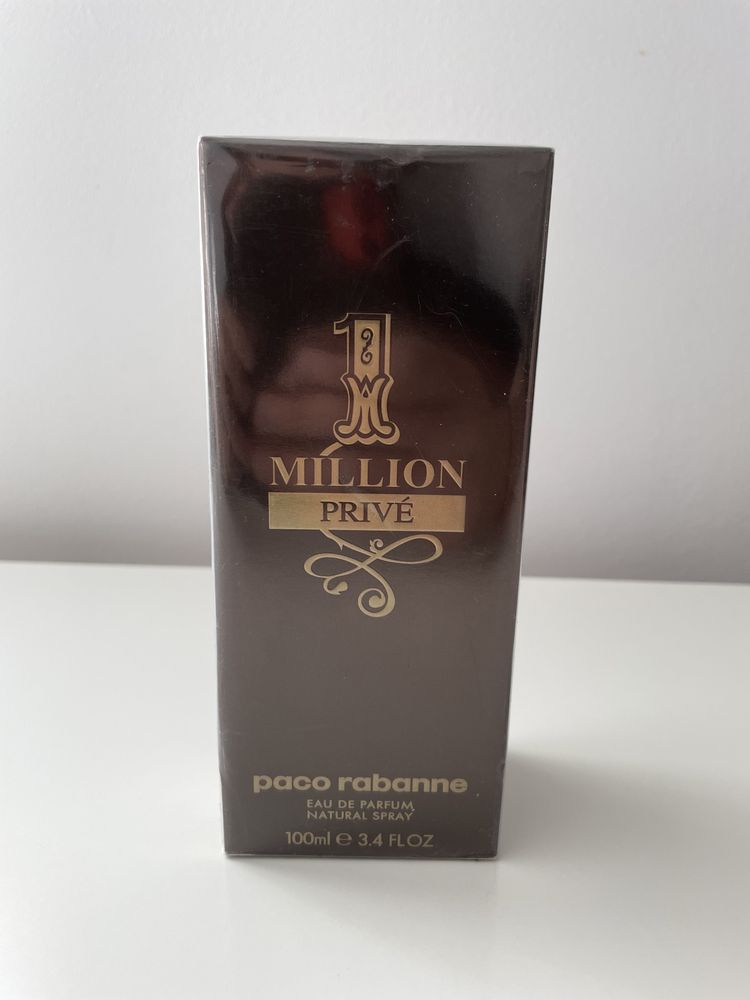 1
MILLION
PRIVÉ
paco rabanne
EAU DE PARFUM
NATURAL SPRAY
100ml ℮ 3.4 FL OZ